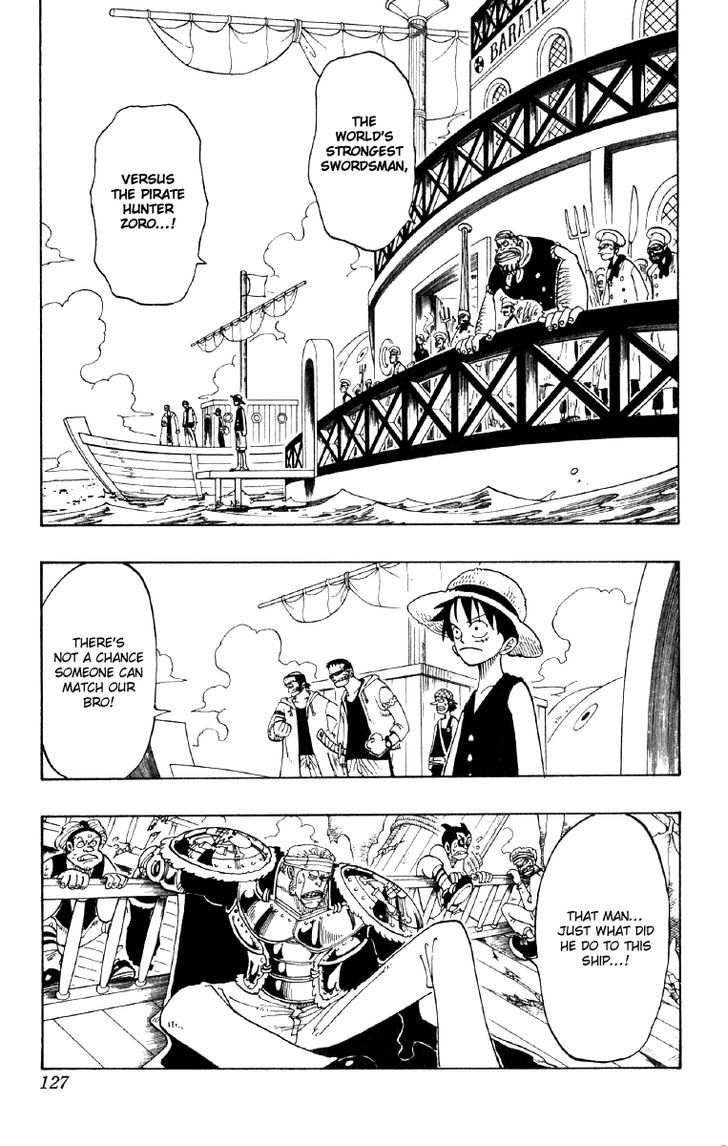 BARATIE
THE
WORLD'S
STRONGEST
SWORDSMAN,
VERSUS
THE PIRATE
HUNTER
ZORO...!
THERE'S
NOT A CHANCE
SOMEONE CAN
MATCH OUR
BRO!
THAT MAN...
JUST WHAT DID
HE DO TO THIS
SHIP...!
127